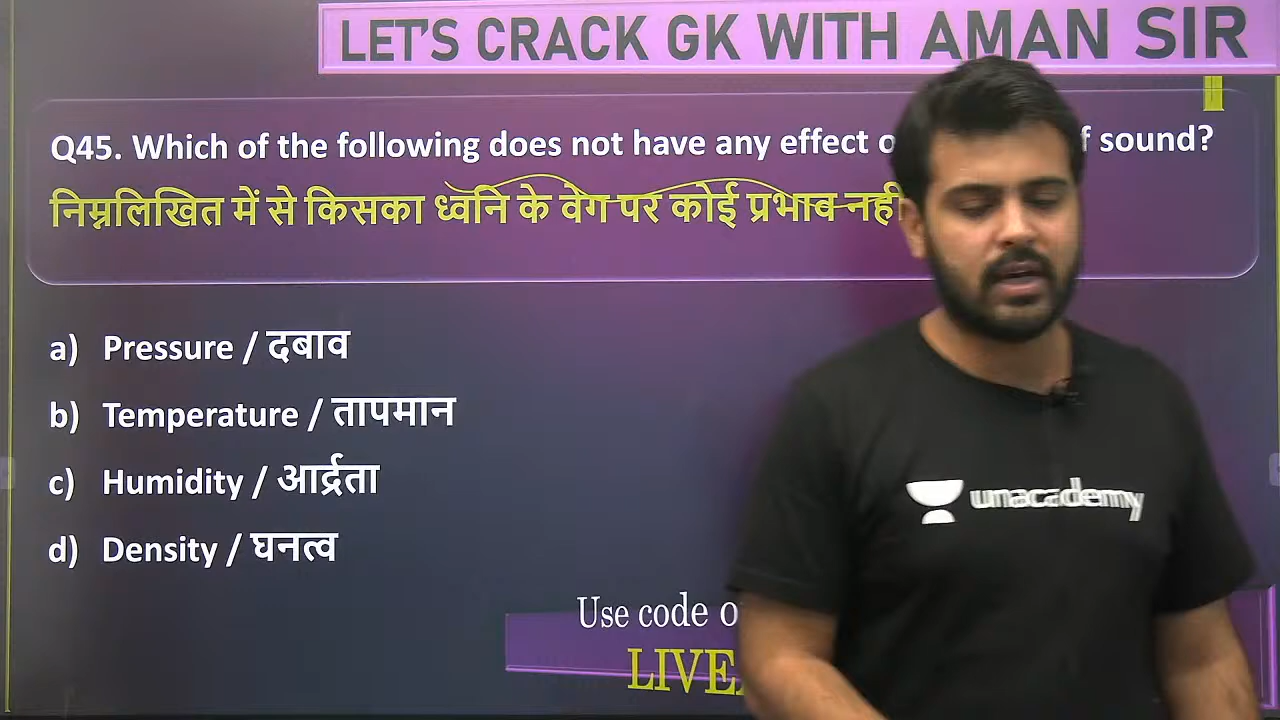 LET'S CRACK GK WITH AMAN SIR
Q45. Which of the following does not have any effect of sound?
निम्नलिखित में से किसका ध्वनि के वेग पर कोई प्रभाव नही
a) Pressure / दबाव
b) Temperature / तापमान
c) Humidity / आर्द्रता
d) Density / घनत्व
unacademy
Use code
LIVE